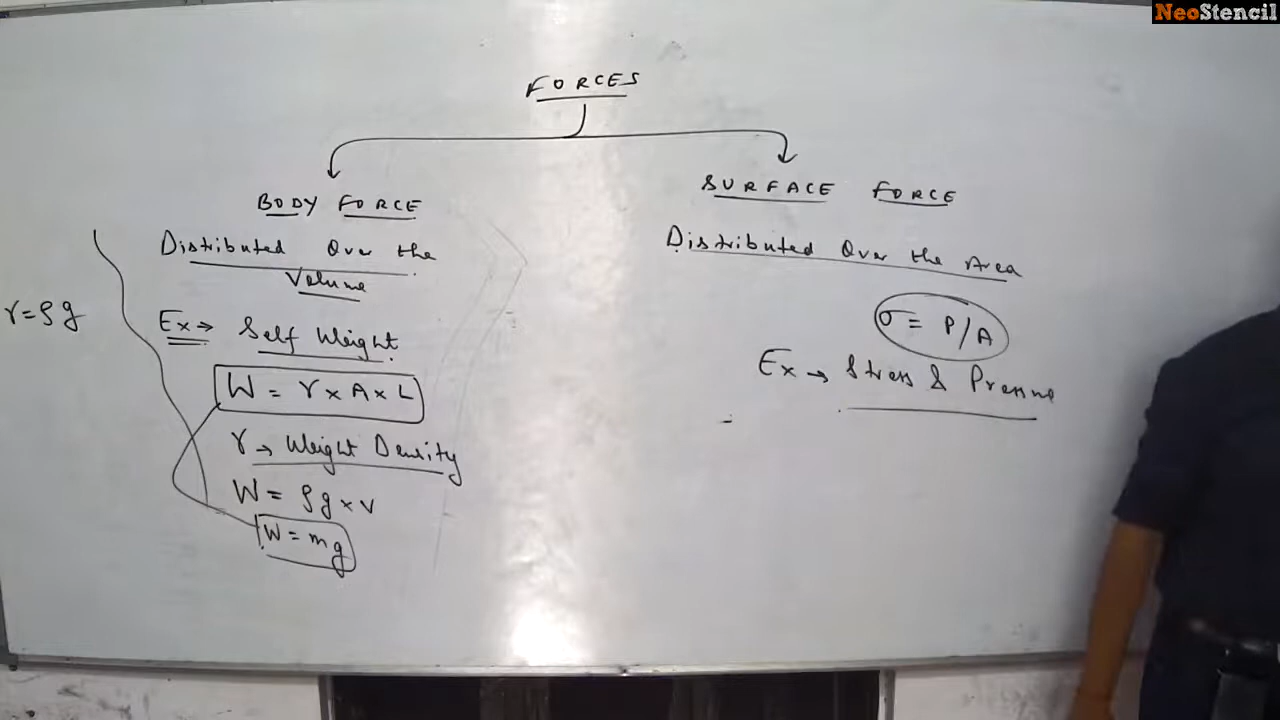 NeoStencil
FORCES
BODY FORCE
Distributed Over the
Volume
Ex → Self Weight
W = γ × A × L
γ → Weight Density
W = ρg × v
W = mg
γ = ρg
SURFACE FORCE
Distributed Over the Area
σ = P/A
Ex → Stress & Pressure